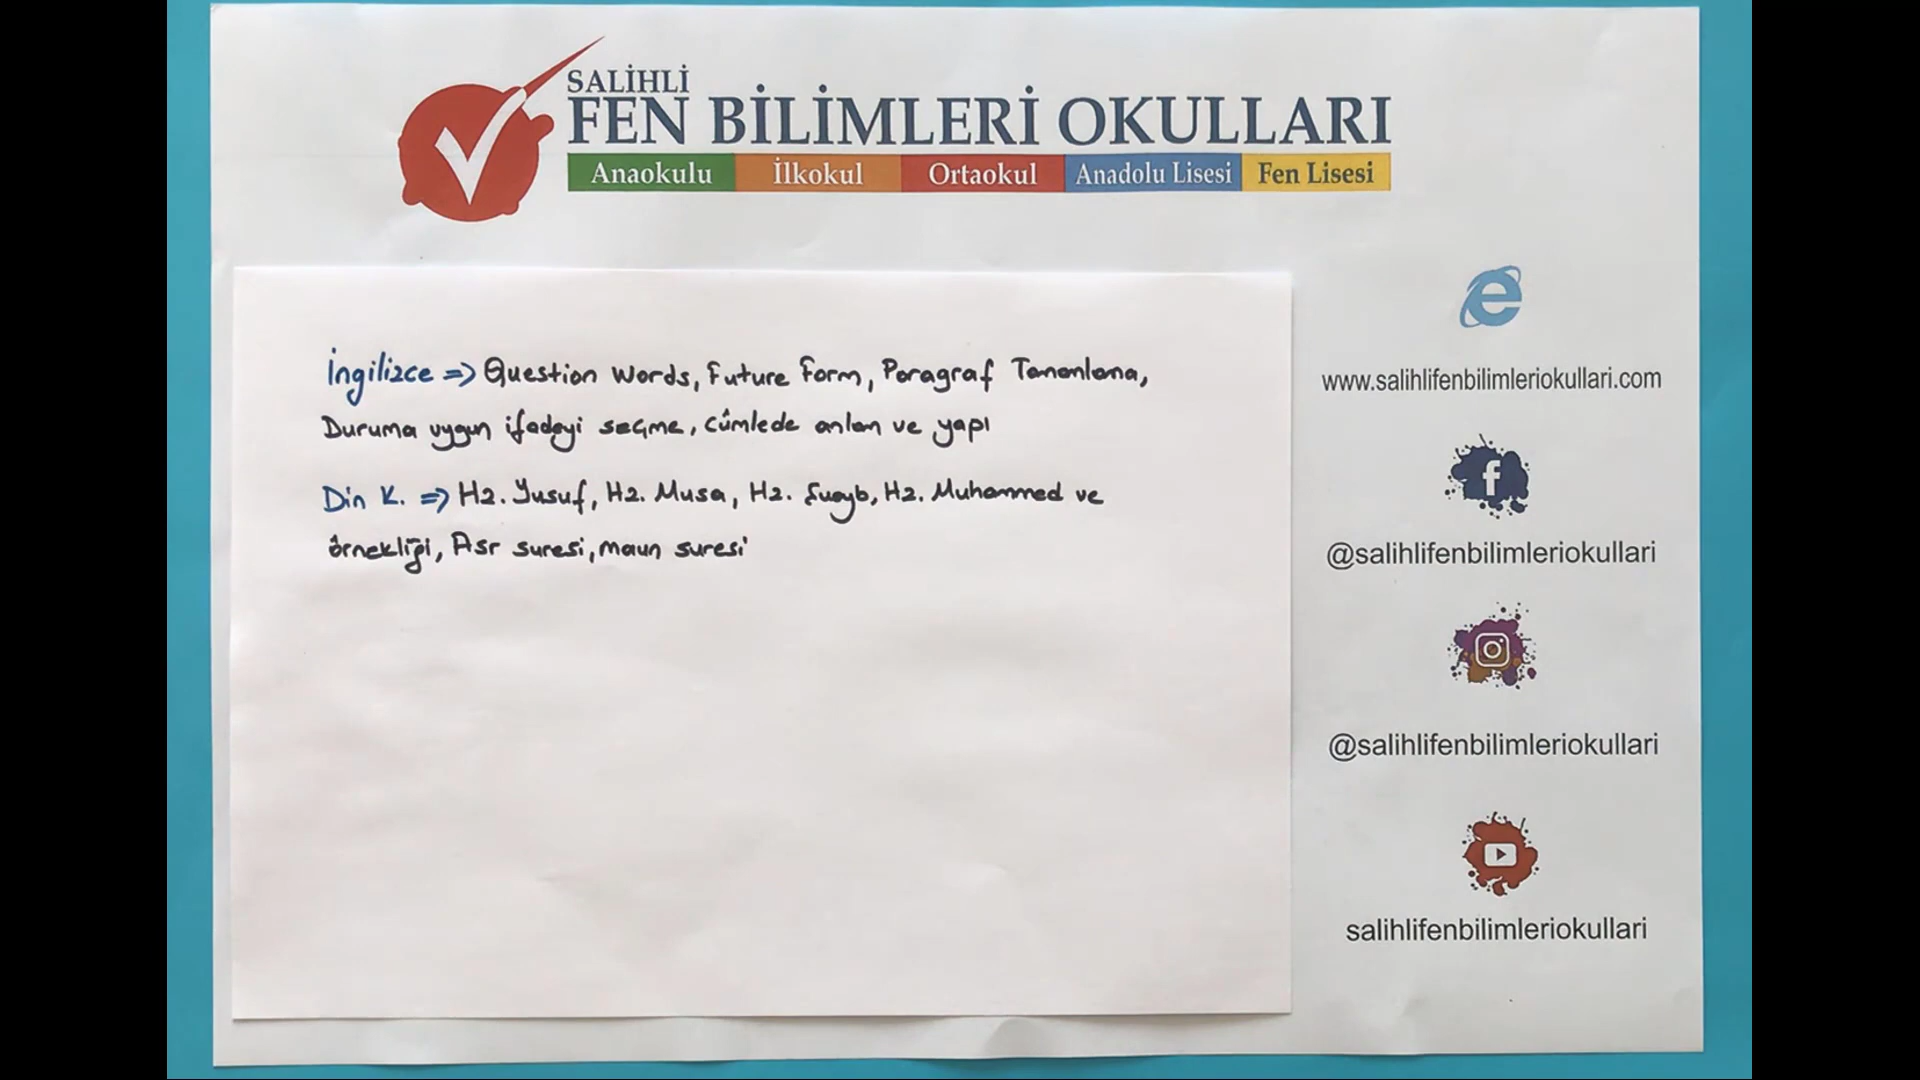 SALİHLİ
FEN BİLİMLERİ OKULLARI
Anaokulu İlkokul Ortaokul Anadolu Lisesi Fen Lisesi
İngilizce => Question Words, Future Form, Paragraf Tamamlama,
Duruma uygun ifadeyi seçme, cümlede anlam ve yapı
Din K. => Hz. Yusuf, Hz. Musa, Hz. Şuayb, Hz. Muhammed ve
örnekliği, Asr suresi, maun suresi
www.salihlifenbilimleriokullari.com
@salihlifenbilimleriokullari
@salihlifenbilimleriokullari
salihlifenbilimleriokullari